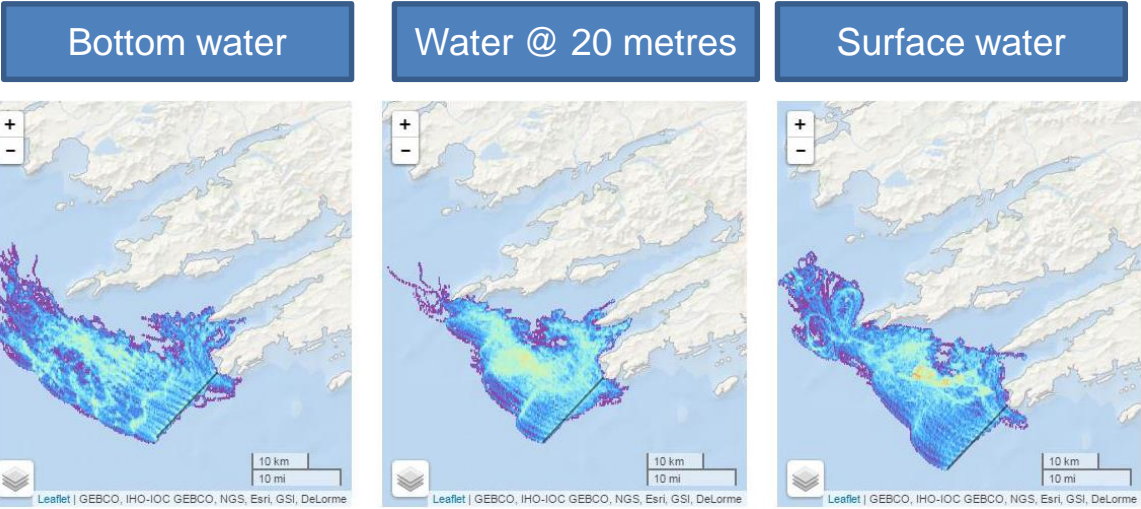 Bottom water
Water @ 20 metres
Surface water
+
−
10 km
10 mi
Leaflet | GEBCO, IHO-IOC GEBCO, NGS, Esri, GSI, DeLorme
+
−
10 km
10 mi
Leaflet | GEBCO, IHO-IOC GEBCO, NGS, Esri, GSI, DeLorme
+
−
10 km
10 mi
Leaflet | GEBCO, IHO-IOC GEBCO, NGS, Esri, GSI, DeLorme